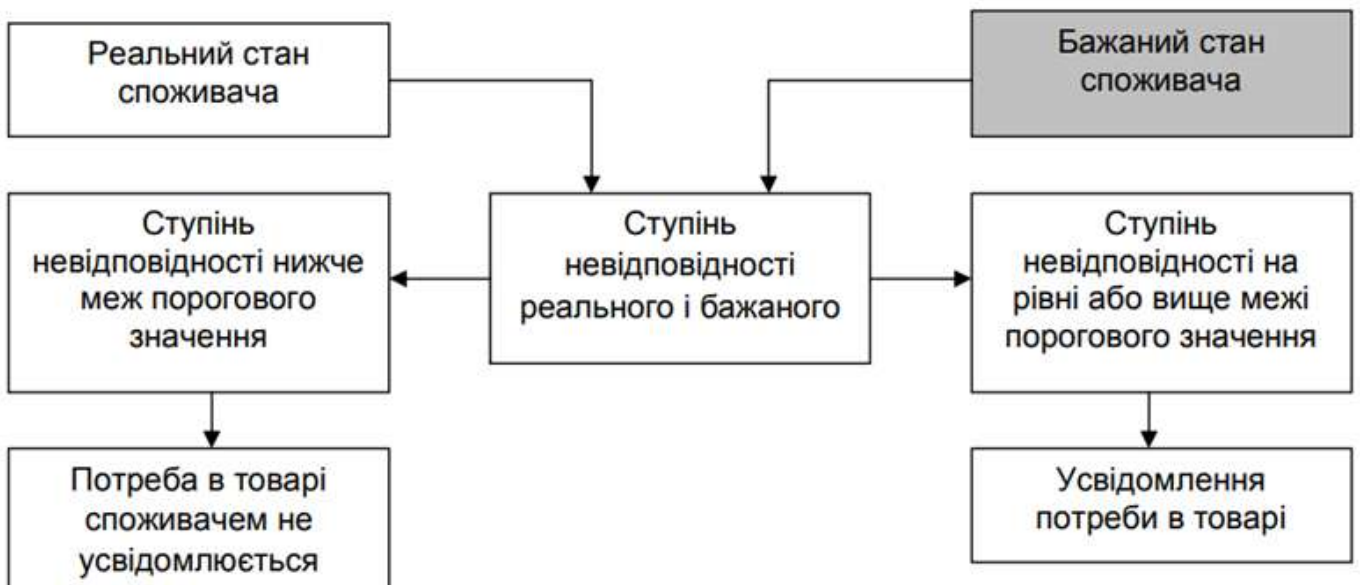 Реальний стан
споживача
Бажаний стан
споживача
Ступінь
невідповідності нижче
меж порогового
значення
Ступінь
невідповідності
реального і бажаного
Ступінь
невідповідності на
рівні або вище межі
порогового значення
Потреба в товарі
споживачем не
усвідомлюється
Усвідомлення
потреби в товарі